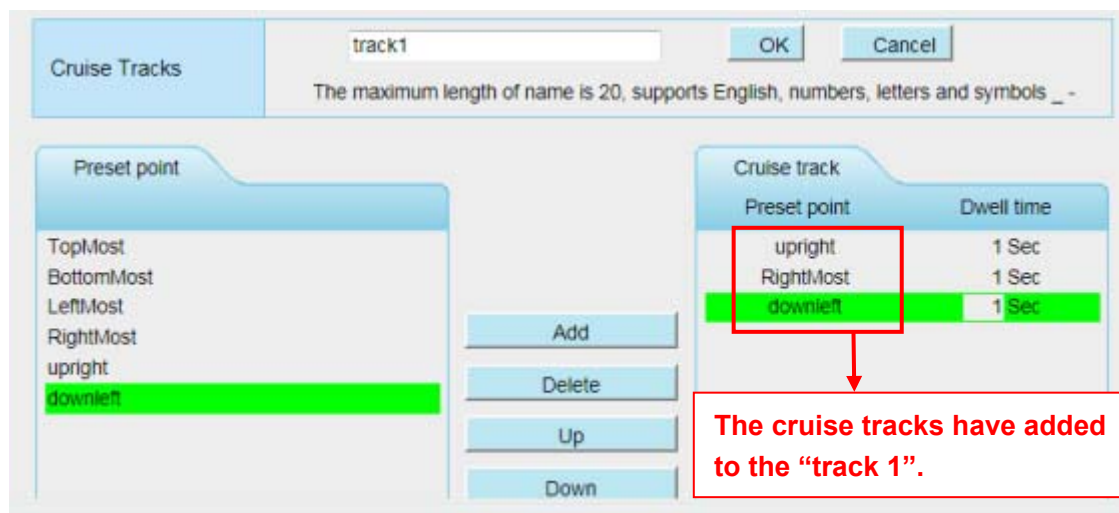 track1
OK
Cancel
Cruise Tracks
The maximum length of name is 20, supports English, numbers, letters and symbols _ -
Preset point
TopMost
BottomMost
LeftMost
RightMost
upright
downleft
Add
Delete
Up
Down
Cruise track
Preset point Dwell time
upright 1 Sec
RightMost 1 Sec
downleft 1 Sec
The cruise tracks have added
to the “track 1”.